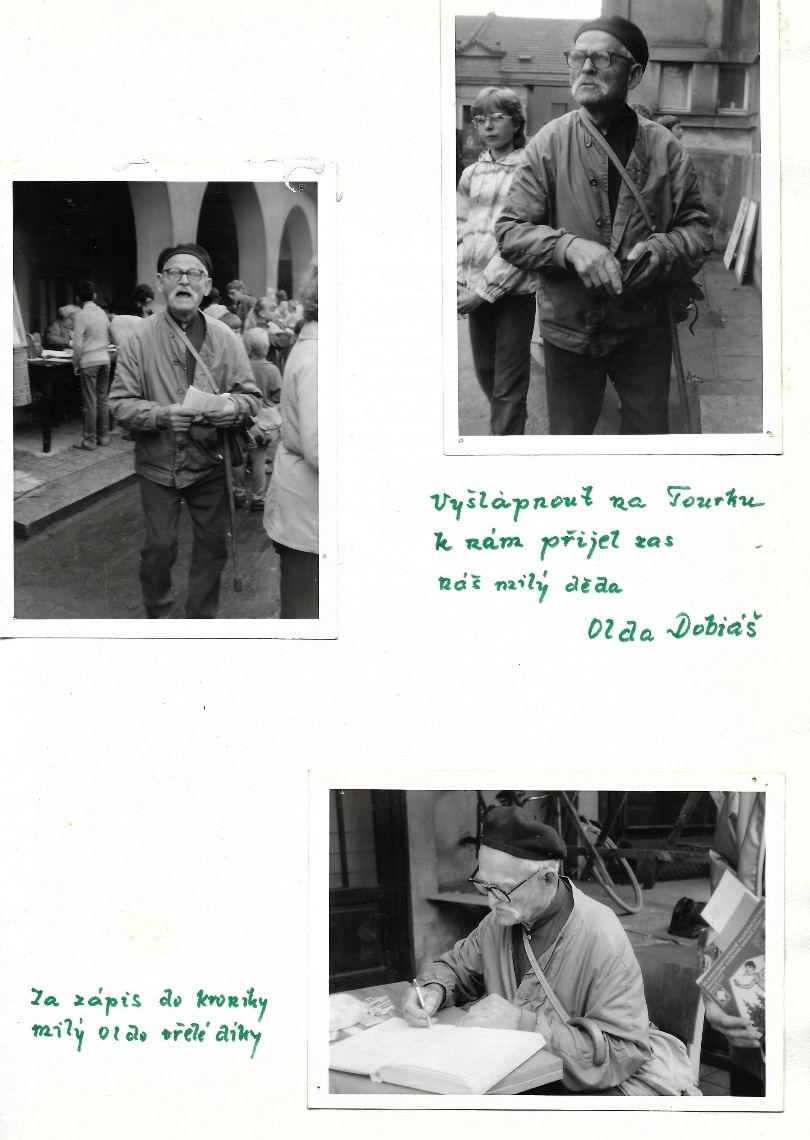 Vyšlápnout na Tourku
k nám přijel zas
náš milý děda
Olda Dobiáš
Za zápis do kroniky
milý Oldo vřelé díky